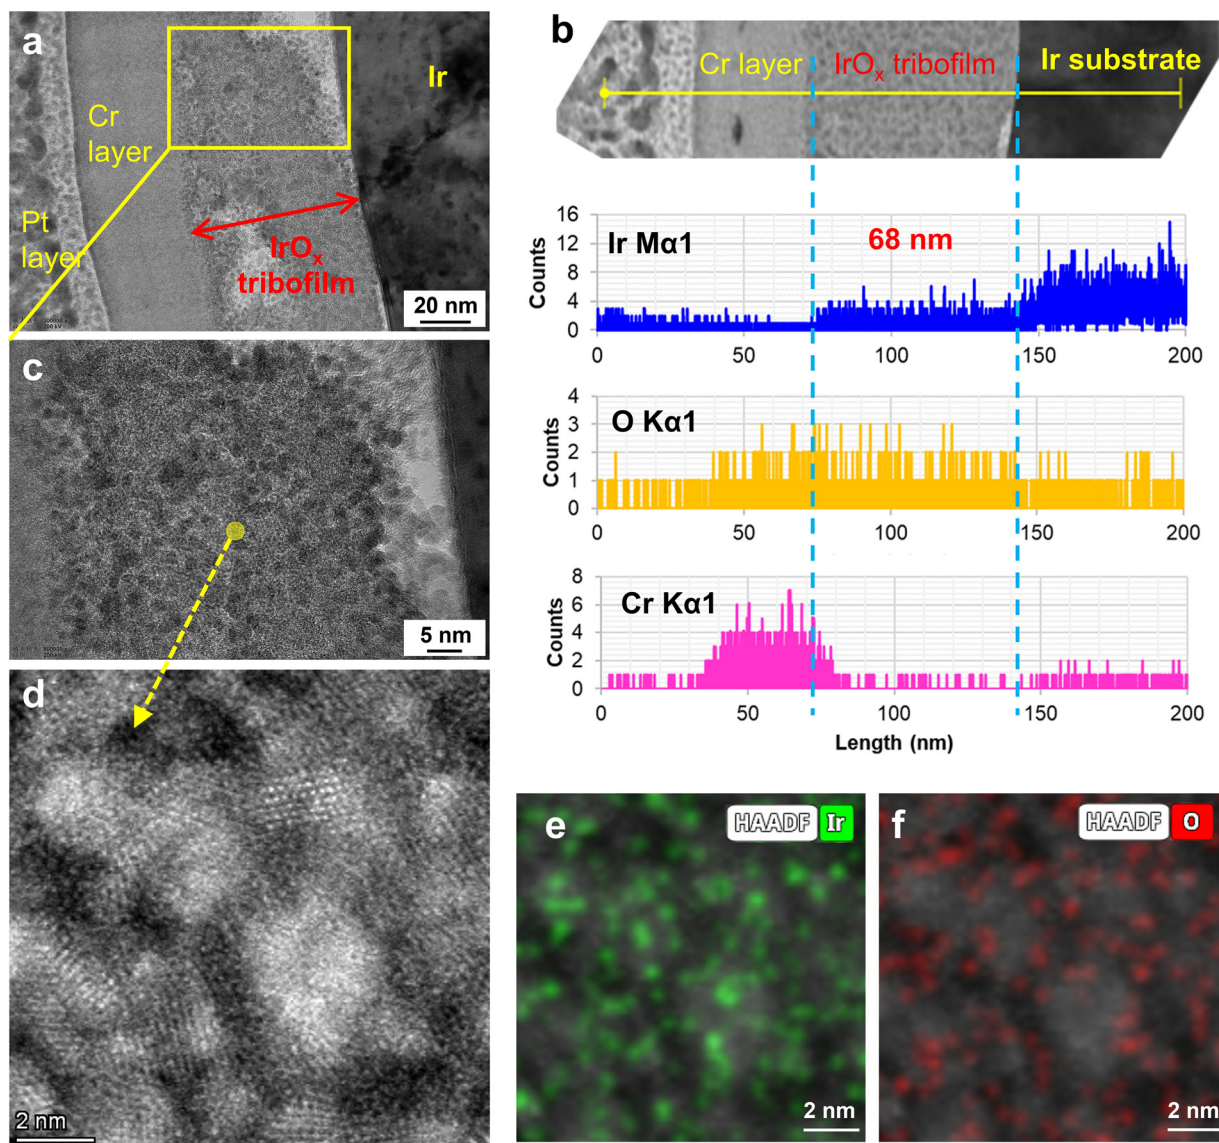 a
Cr
layer
Pt
layer
Ir
IrOₓ
tribofilm
20 nm
b
Cr layer
IrOₓ tribofilm
Ir substrate
Ir Mα1
68 nm
Counts
16
12
8
4
0
0 50 100 150 200
O Kα1
Counts
4
3
2
1
0
0 50 100 150 200
Cr Kα1
Counts
8
6
4
2
0
0 50 100 150 200
Length (nm)
c
5 nm
d
2 nm
e
HAADF Ir
2 nm
f
HAADF O
2 nm